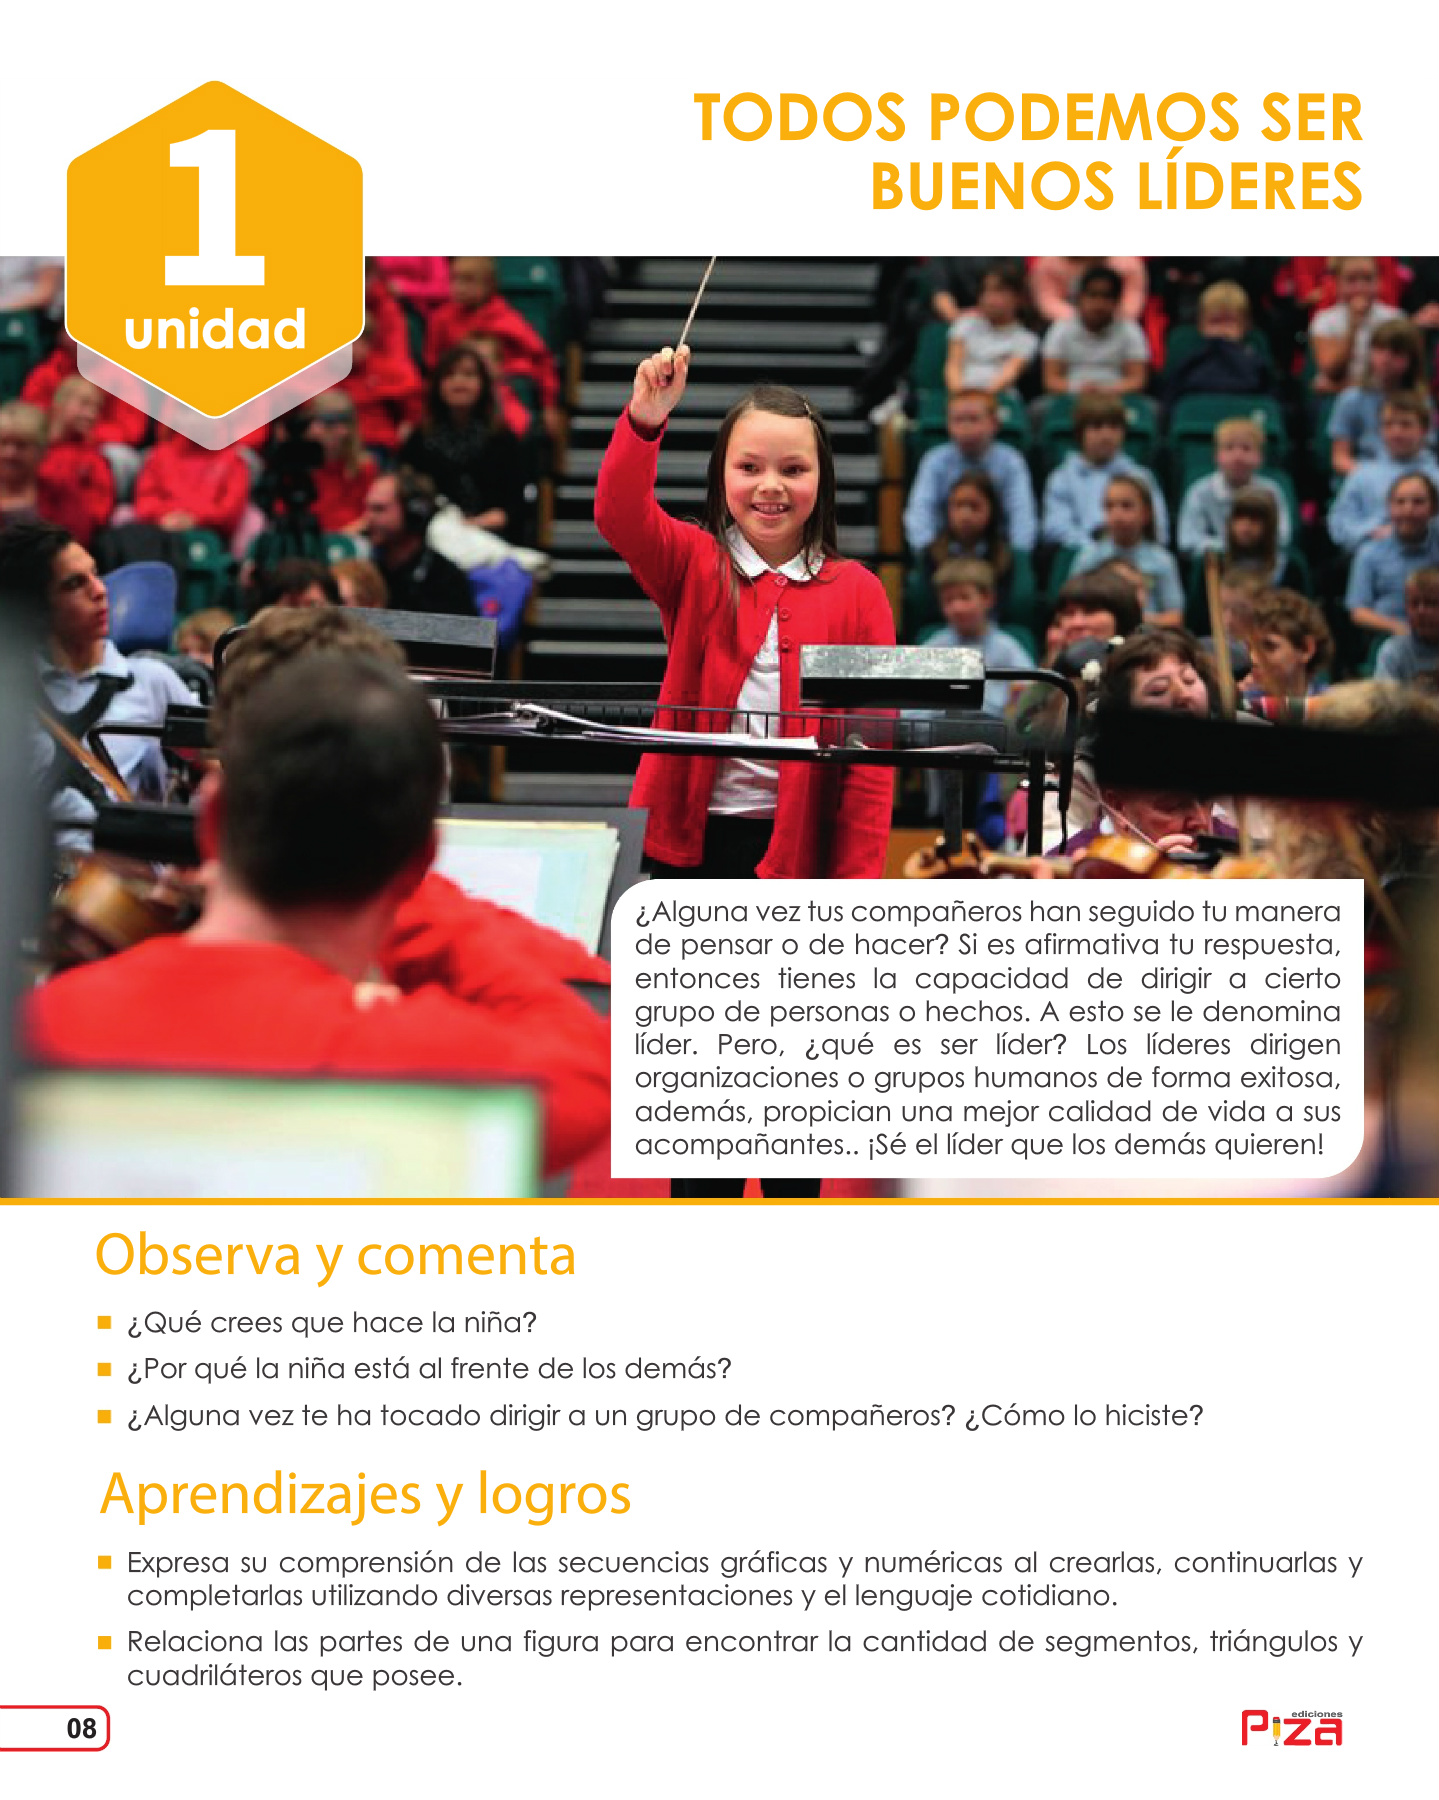 1
unidad
TODOS PODEMOS SER
BUENOS LÍDERES
¿Alguna vez tus compañeros han seguido tu manera
de pensar o de hacer? Si es afirmativa tu respuesta,
entonces tienes la capacidad de dirigir a cierto
grupo de personas o hechos. A esto se le denomina
líder. Pero, ¿qué es ser líder? Los líderes dirigen
organizaciones o grupos humanos de forma exitosa,
además, propician una mejor calidad de vida a sus
acompañantes.. ¡Sé el líder que los demás quieren!
Observa y comenta
¿Qué crees que hace la niña?
¿Por qué la niña está al frente de los demás?
¿Alguna vez te ha tocado dirigir a un grupo de compañeros? ¿Cómo lo hiciste?
Aprendizajes y logros
Expresa su comprensión de las secuencias gráficas y numéricas al crearlas, continuarlas y
completarlas utilizando diversas representaciones y el lenguaje cotidiano.
Relaciona las partes de una figura para encontrar la cantidad de segmentos, triángulos y
cuadriláteros que posee.
08
ediciones
Piza